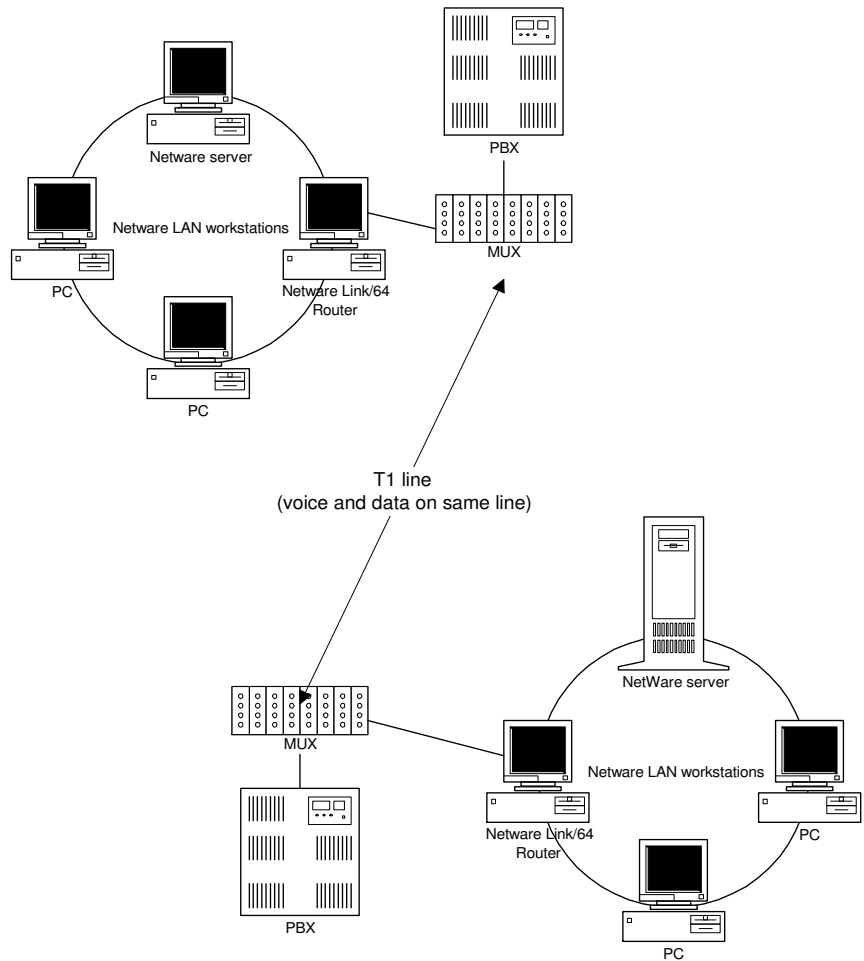 PBX
Netware server
Netware LAN workstations
MUX
PC
Netware Link/64
Router
PC
T1 line
(voice and data on same line)
NetWare server
MUX
Netware LAN workstations
Netware Link/64
Router
PC
PBX
PC